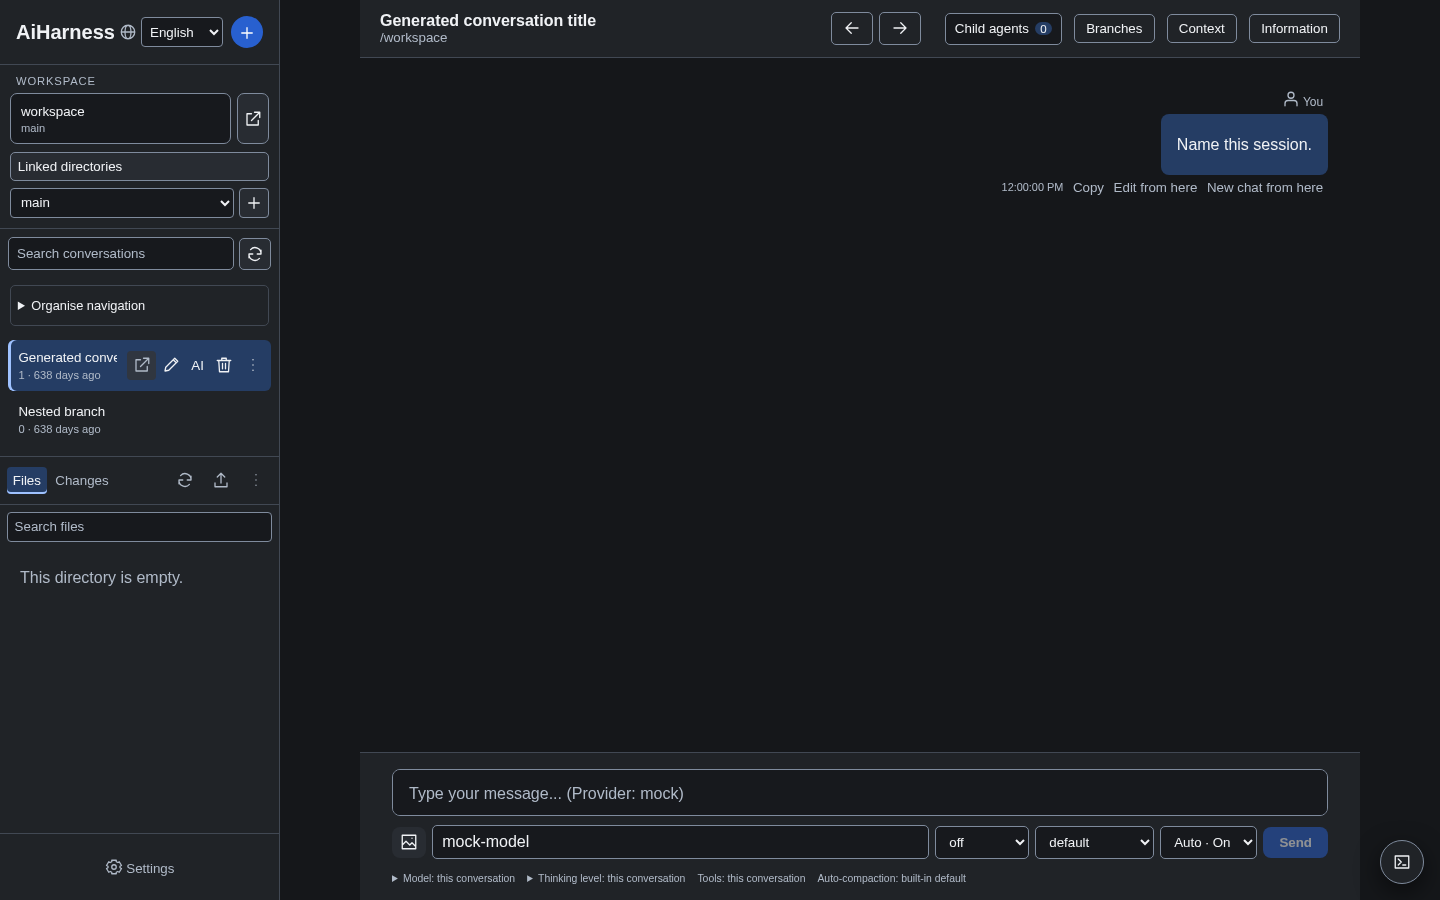 AiHarness
English
WORKSPACE
workspace
main
Linked directories
main
Search conversations
Organise navigation
Generated conve
1 · 638 days ago
AI
Nested branch
0 · 638 days ago
Files
Changes
Search files
This directory is empty.
Settings
Generated conversation title
/workspace
Child agents 0
Branches
Context
Information
You
Name this session.
12:00:00 PM Copy Edit from here New chat from here
Type your message... (Provider: mock)
mock-model
off
default
Auto · On
Send
Model: this conversation
Thinking level: this conversation
Tools: this conversation
Auto-compaction: built-in default